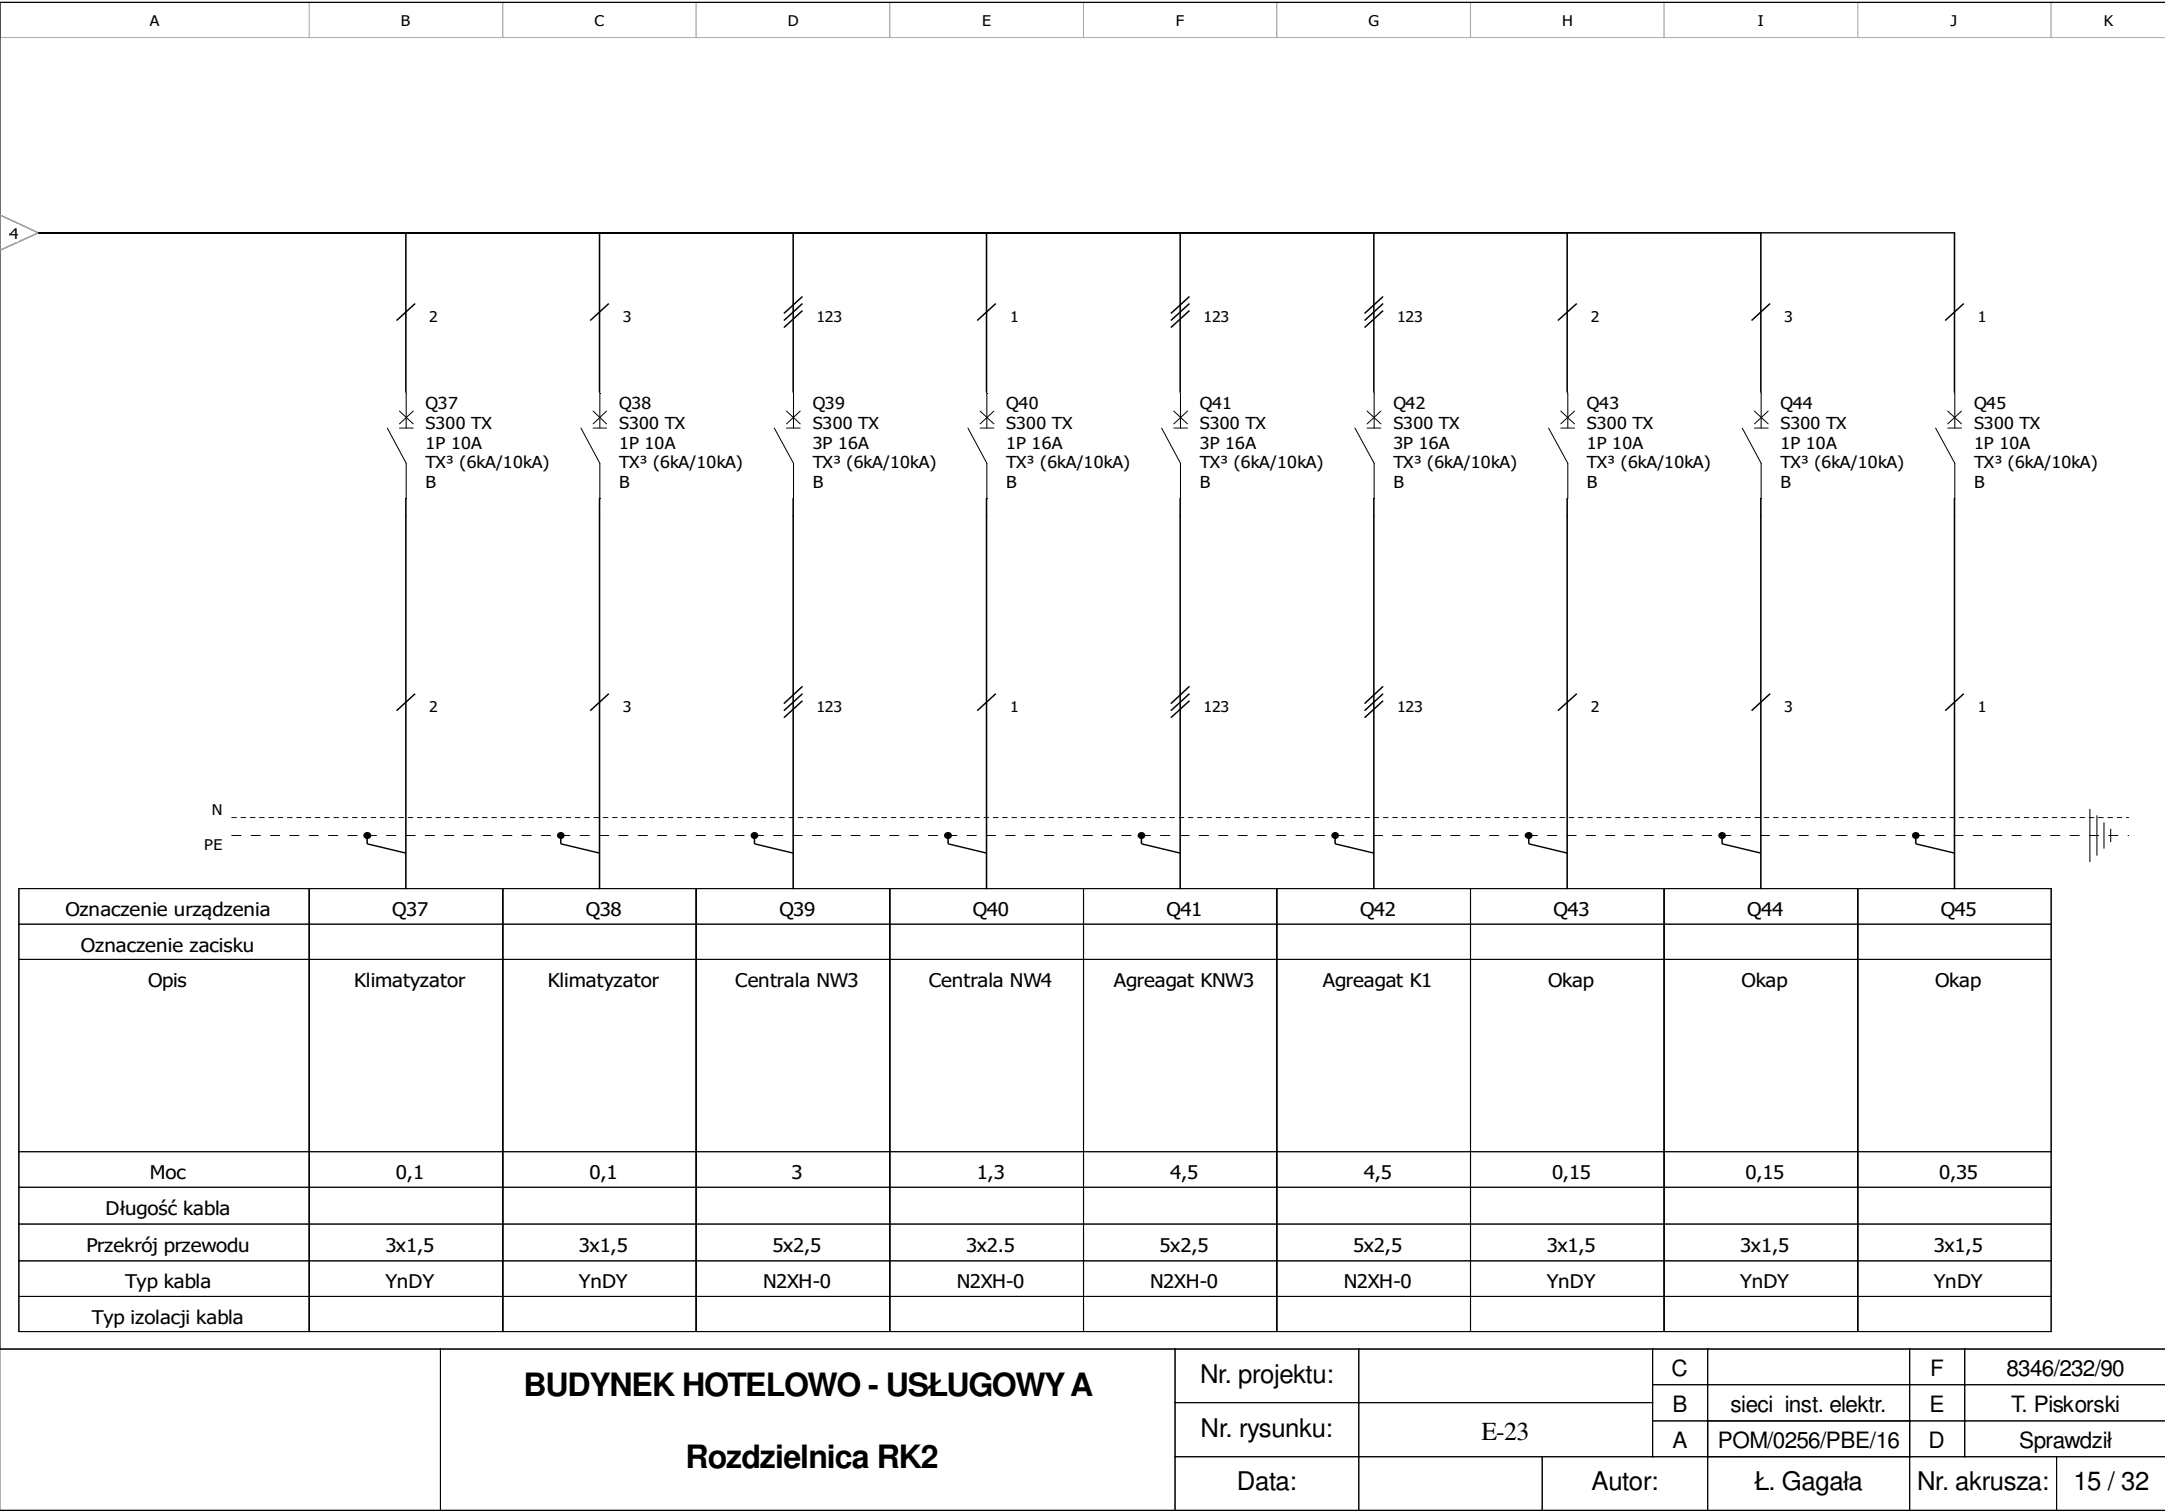 A B C D E F G H I J K
4
2 3 123 1 123 123 2 3 1
Q37 Q38 Q39 Q40 Q41 Q42 Q43 Q44 Q45
S300 TX S300 TX S300 TX S300 TX S300 TX S300 TX S300 TX S300 TX S300 TX
1P 10A 1P 10A 3P 16A 1P 16A 3P 16A 3P 16A 1P 10A 1P 10A 1P 10A
TX³ (6kA/10kA) TX³ (6kA/10kA) TX³ (6kA/10kA) TX³ (6kA/10kA) TX³ (6kA/10kA) TX³ (6kA/10kA) TX³ (6kA/10kA) TX³ (6kA/10kA) TX³ (6kA/10kA)
B B B B B B B B B
2 3 123 1 123 123 2 3 1
N
PE
Oznaczenie urządzenia Q37 Q38 Q39 Q40 Q41 Q42 Q43 Q44 Q45
Oznaczenie zacisku
Opis Klimatyzator Klimatyzator Centrala NW3 Centrala NW4 Agreagat KNW3 Agreagat K1 Okap Okap Okap
Moc 0,1 0,1 3 1,3 4,5 4,5 0,15 0,15 0,35
Długość kabla
Przekrój przewodu 3x1,5 3x1,5 5x2,5 3x2.5 5x2,5 5x2,5 3x1,5 3x1,5 3x1,5
Typ kabla YnDY YnDY N2XH-0 N2XH-0 N2XH-0 N2XH-0 YnDY YnDY YnDY
Typ izolacji kabla
BUDYNEK HOTELOWO - USŁUGOWY A
Rozdzielnica RK2
Nr. projektu:
Nr. rysunku: E-23
C F 8346/232/90
B sieci inst. elektr. E T. Piskorski
A POM/0256/PBE/16 D Sprawdził
Data: Autor: Ł. Gagała Nr. akrusza: 15 / 32